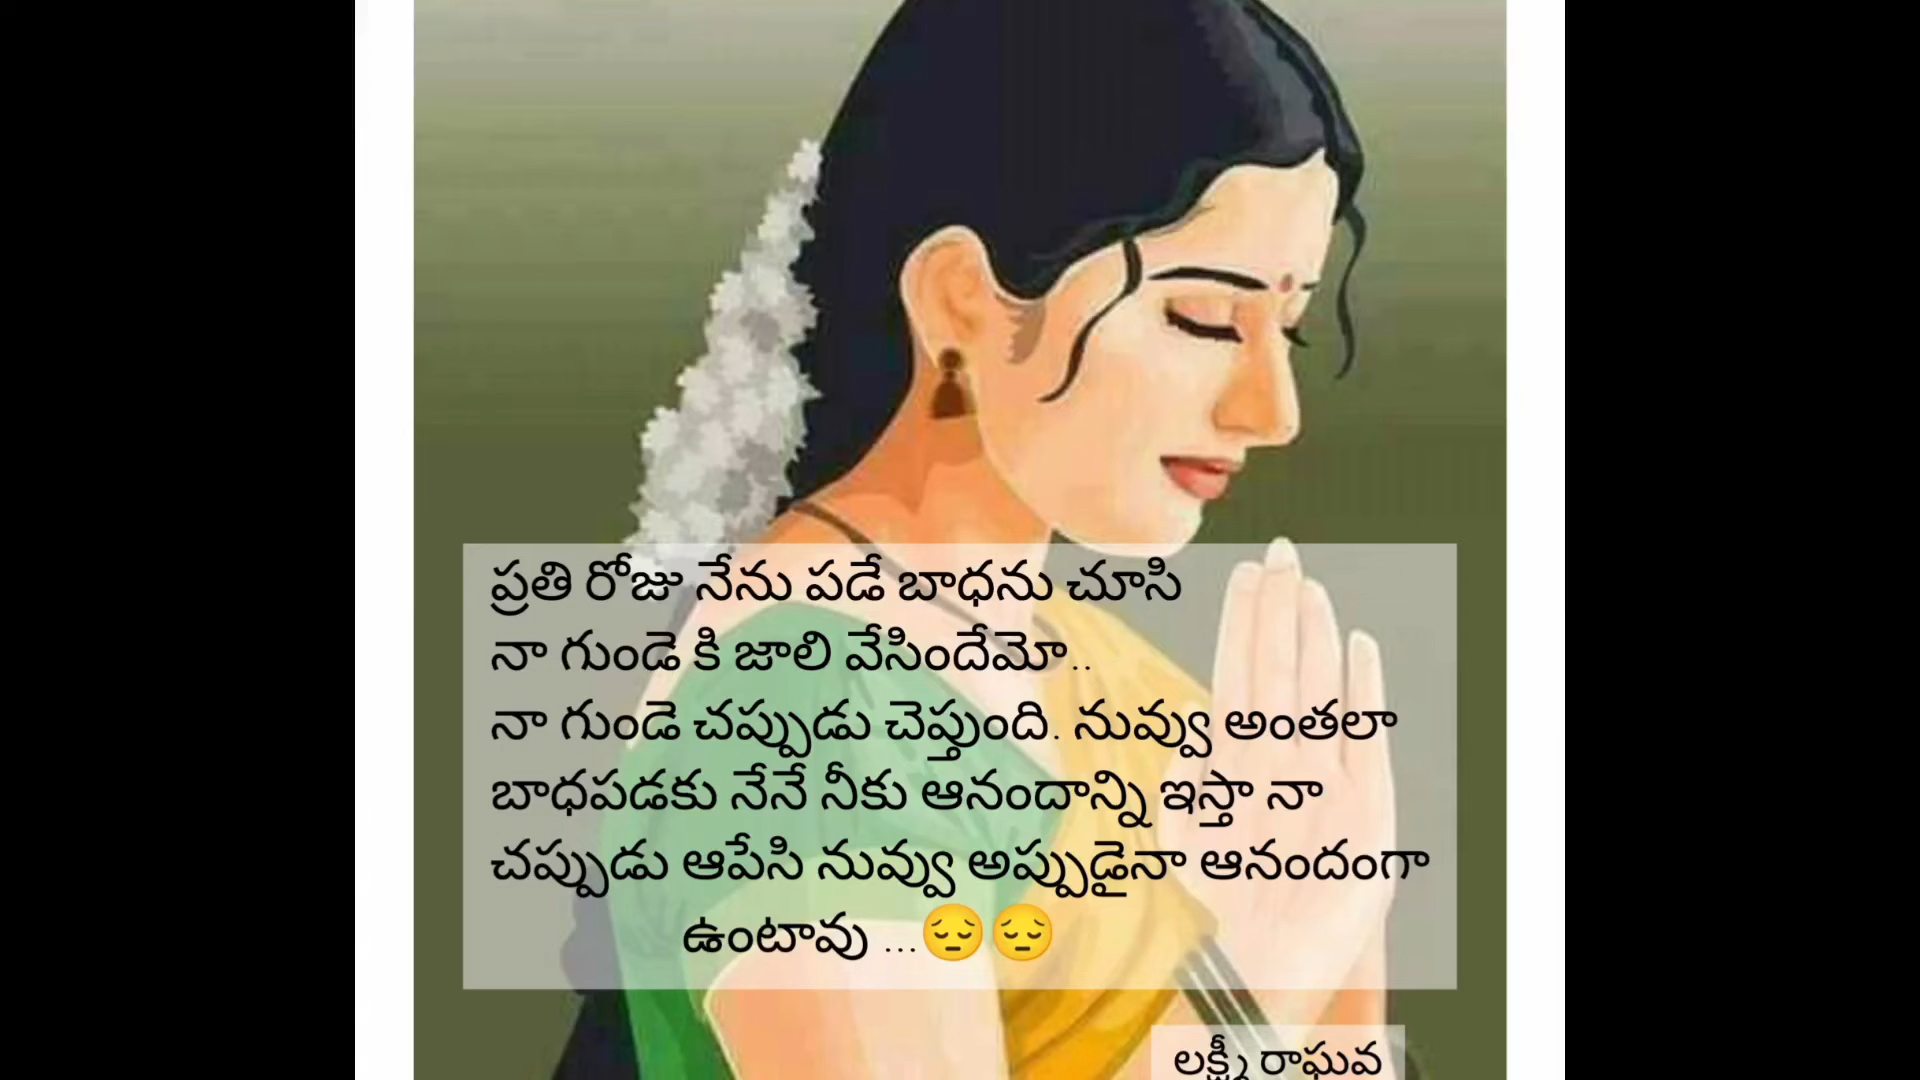 ప్రతి రోజు నేను పడే బాధను చూసి
నా గుండె కి జాలి వేసిందేమో..
నా గుండె చప్పుడు చెప్తుంది. నువ్వు అంతలా
బాధపడకు నేనే నీకు ఆనందాన్ని ఇస్తా నా
చప్పుడు ఆపేసి నువ్వు అప్పుడైనా ఆనందంగా
ఉంటావు ...😔😔
లక్ష్మీ రాఘవ